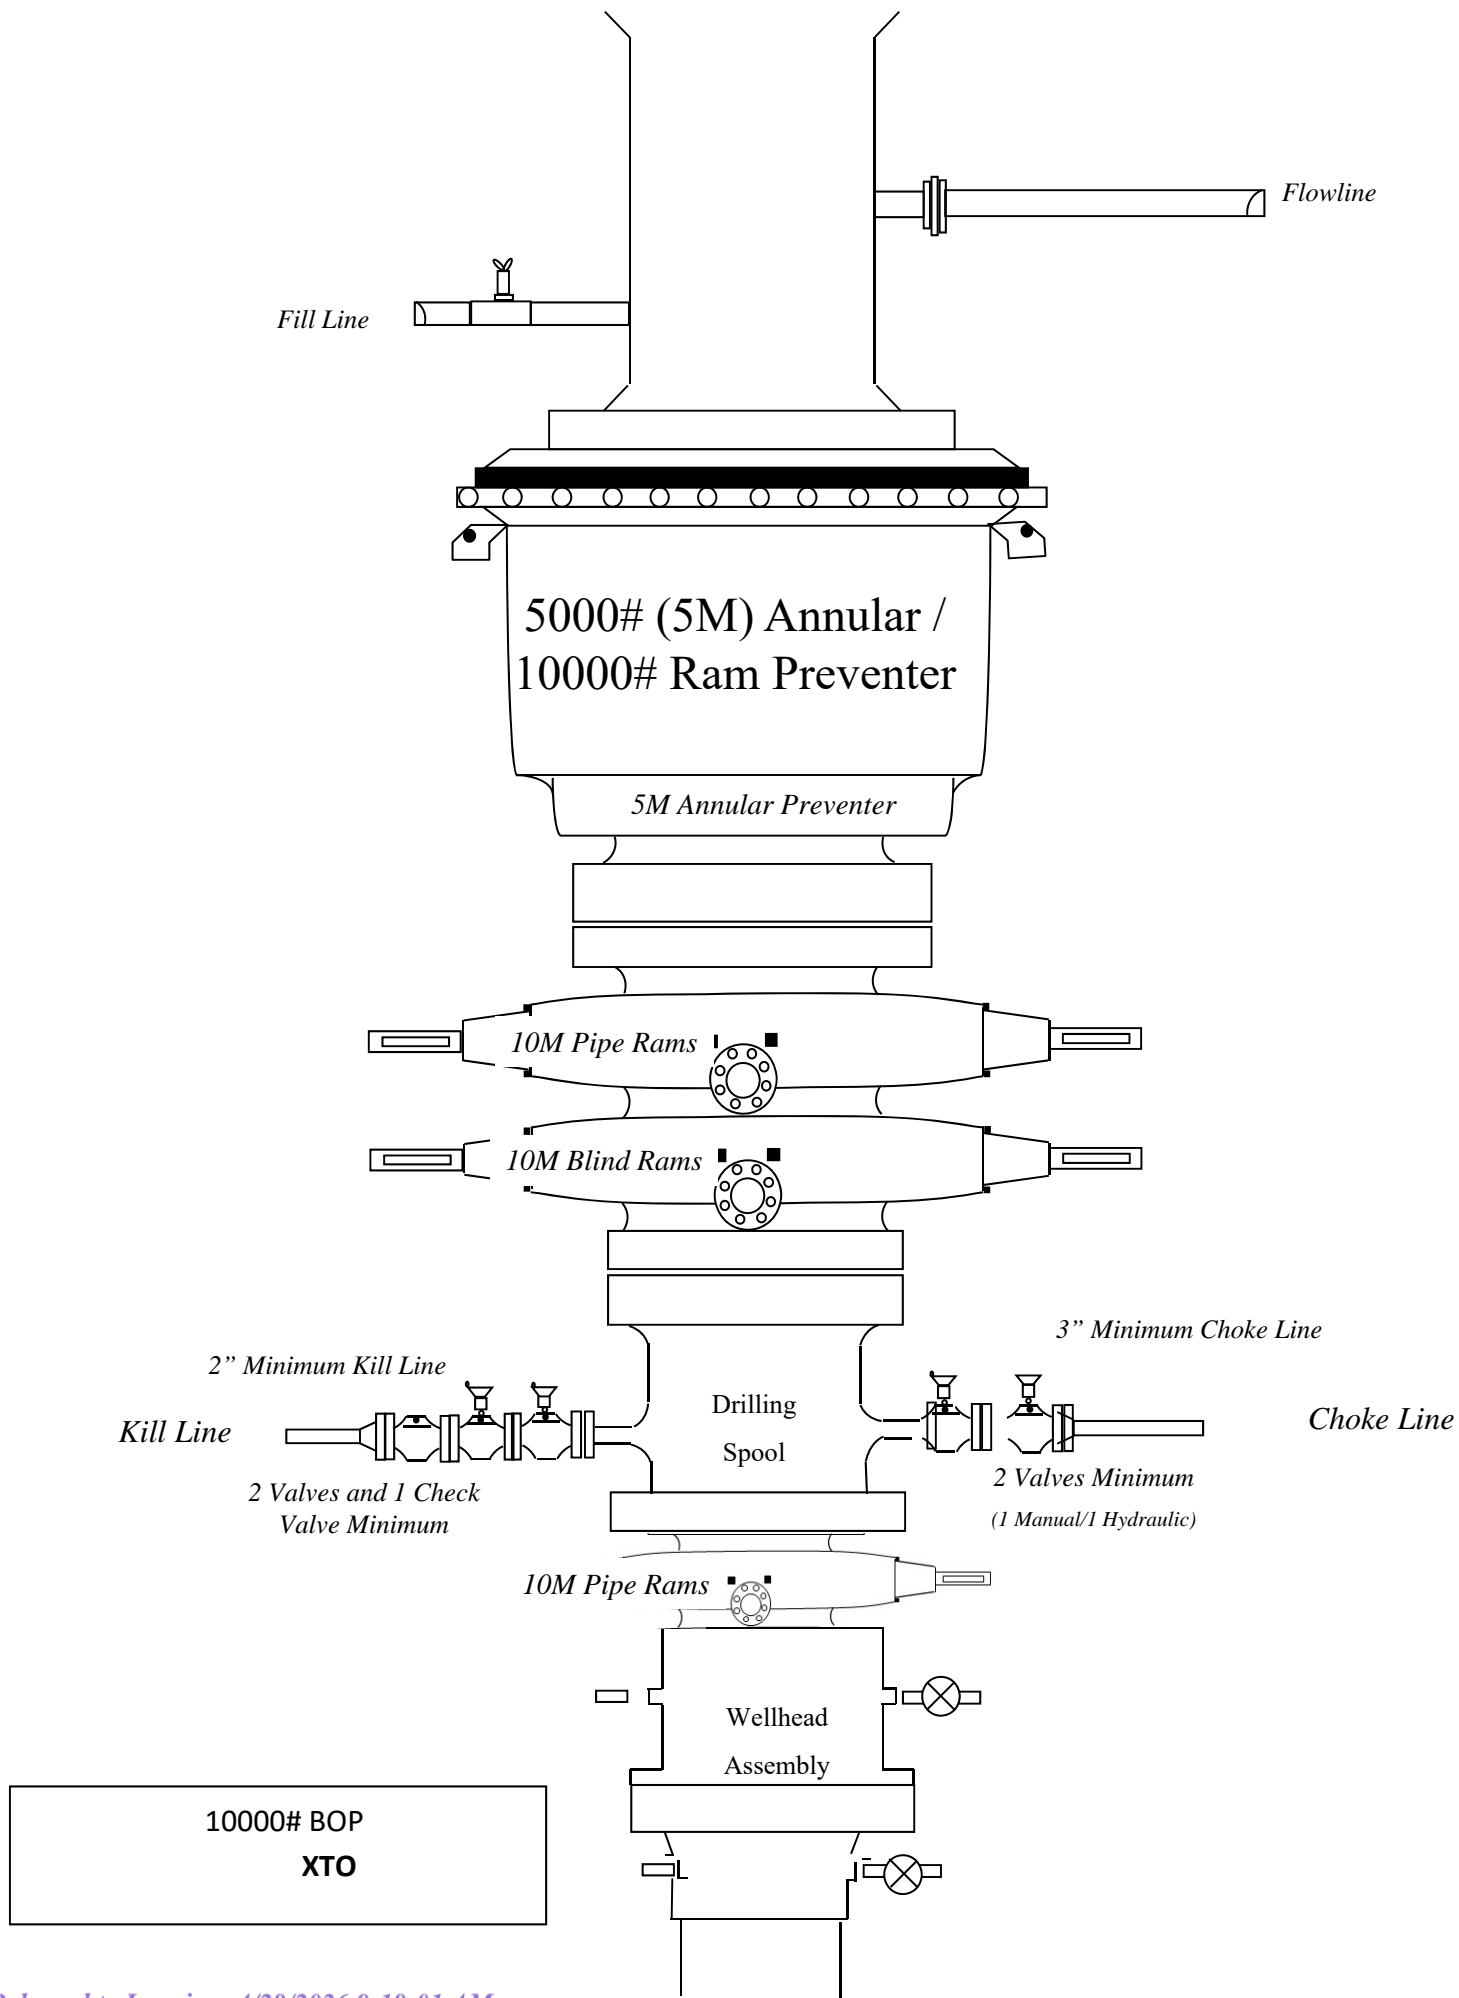 Flowline
Fill Line
5000# (5M) Annular /
10000# Ram Preventer
5M Annular Preventer
10M Pipe Rams
10M Blind Rams
3” Minimum Choke Line
2” Minimum Kill Line
Drilling
Spool
Kill Line
Choke Line
2 Valves Minimum
(1 Manual/1 Hydraulic)
2 Valves and 1 Check
Valve Minimum
10M Pipe Rams
Wellhead
Assembly
10000# BOP
XTO